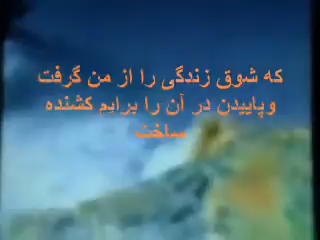 که شوق زندگی را از من گرفت
وپاییدن در آن را برایم کشنده
ساخت